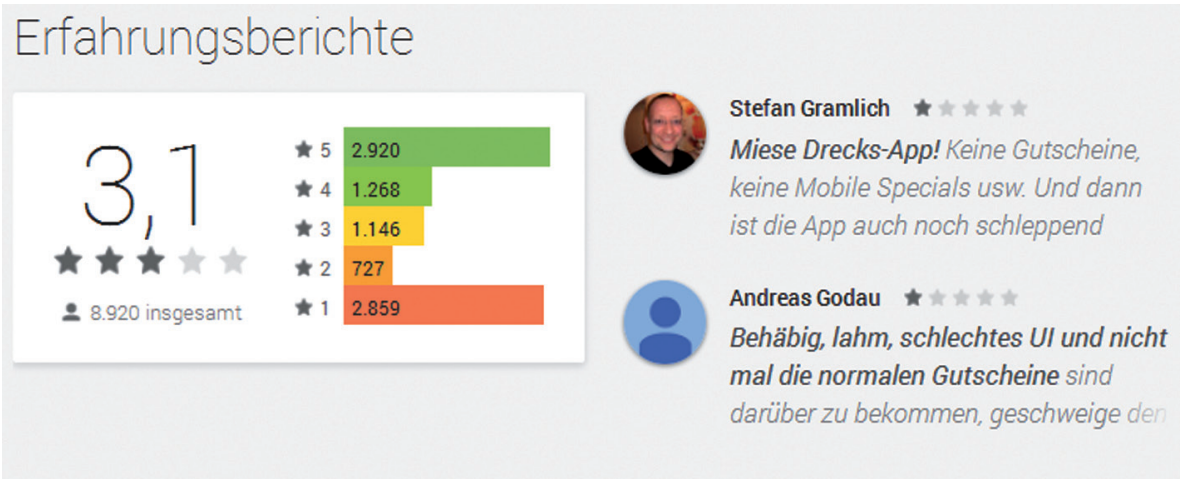 Erfahrungsberichte
3,1
8.920 insgesamt
5 2.920
4 1.268
3 1.146
2 727
1 2.859
Stefan Gramlich
Miese Drecks-App! Keine Gutscheine,
keine Mobile Specials usw. Und dann
ist die App auch noch schleppend
Andreas Godau
Behäbig, lahm, schlechtes UI und nicht
mal die normalen Gutscheine sind
darüber zu bekommen, geschweige den